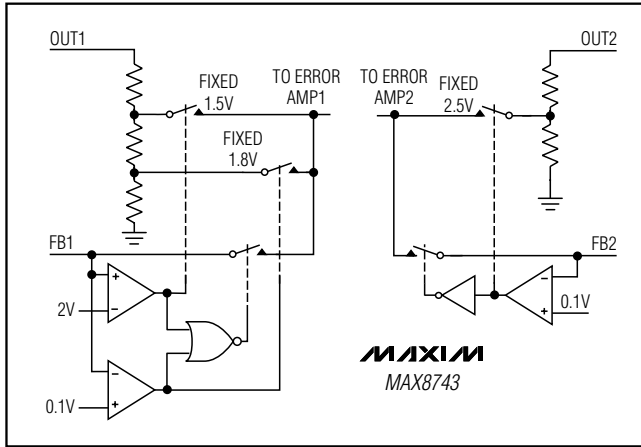 OUT1
OUT2
FIXED
1.5V
TO ERROR
AMP1
TO ERROR
AMP2
FIXED
2.5V
FIXED
1.8V
FB1
FB2
+
−
2V
−
+
0.1V
−
+
0.1V
MAXIM
MAX8743